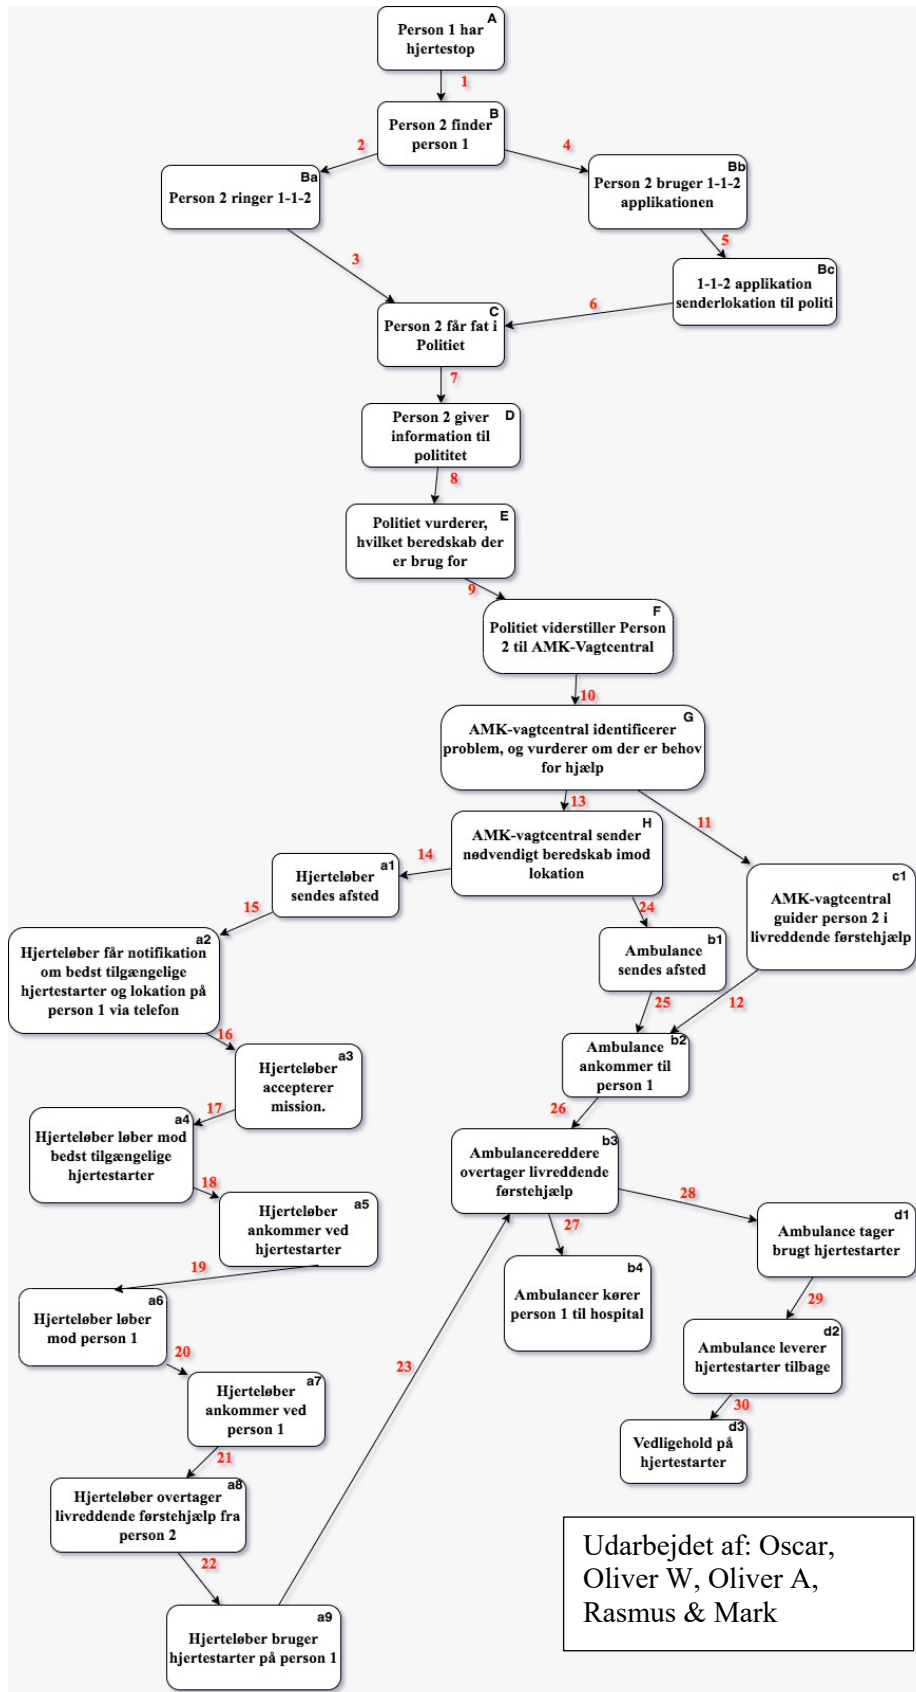 A
Person 1 har
hjertestop
1
B
Person 2 finder
person 1
2
4
Ba
Person 2 ringer 1-1-2
Bb
Person 2 bruger 1-1-2
applikationen
5
3
Bc
1-1-2 applikation
senderlokation til politi
6
C
Person 2 får fat i
Politiet
7
D
Person 2 giver
information til
polititet
8
E
Politiet vurderer,
hvilket beredskab der
er brug for
9
F
Politiet viderstiller Person
2 til AMK-Vagtcentral
10
G
AMK-vagtcentral identificerer
problem, og vurderer om der er behov
for hjælp
13
11
H
AMK-vagtcentral sender
nødvendigt beredskab imod
lokation
14
a1
Hjerteløber
sendes afsted
c1
AMK-vagtcentral
guider person 2 i
livreddende førstehjælp
15
24
a2
Hjerteløber får notifikation
om bedst tilgængelige
hjertestarter og lokation på
person 1 via telefon
b1
Ambulance
sendes afsted
25
12
16
b2
Ambulance
ankommer til
person 1
a3
Hjerteløber
accepterer
mission.
17
26
a4
Hjerteløber løber mod
bedst tilgængelige
hjertestarter
b3
Ambulancereddere
overtager livreddende
førstehjælp
18
28
a5
Hjerteløber
ankommer ved
hjertestarter
27
d1
Ambulance tager
brugt hjertestarter
19
b4
Ambulancer kører
person 1 til hospital
a6
Hjerteløber løber
mod person 1
29
d2
Ambulance leverer
hjertestarter tilbage
20
23
a7
Hjerteløber
ankommer ved
person 1
30
d3
Vedligehold på
hjertestarter
21
a8
Hjerteløber overtager
livreddende førstehjælp fra
person 2
22
a9
Hjerteløber bruger
hjertestarter på person 1
Udarbejdet af: Oscar,
Oliver W, Oliver A,
Rasmus & Mark